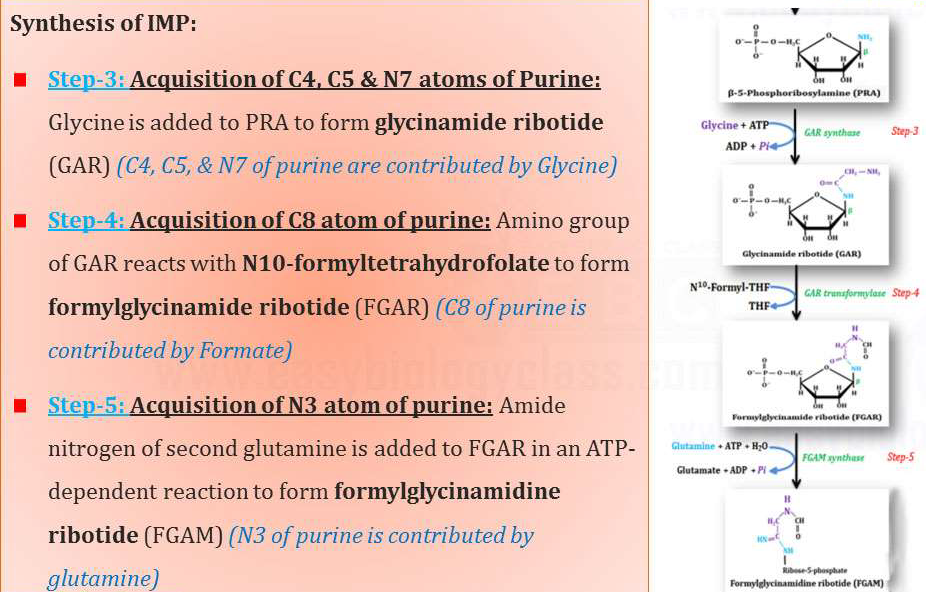 Synthesis of IMP:
Step-3: Acquisition of C4, C5 & N7 atoms of Purine:
Glycine is added to PRA to form glycinamide ribotide
(GAR) (C4, C5, & N7 of purine are contributed by Glycine)
Step-4: Acquisition of C8 atom of purine: Amino group
of GAR reacts with N10-formyltetrahydrofolate to form
formylglycinamide ribotide (FGAR) (C8 of purine is
contributed by Formate)
Step-5: Acquisition of N3 atom of purine: Amide
nitrogen of second glutamine is added to FGAR in an ATP-
dependent reaction to form formylglycinamidine
ribotide (FGAM) (N3 of purine is contributed by
glutamine)
β-5-Phosphoribosylamine (PRA)
Glycine + ATP
GAR synthase
Step-3
ADP + Pi
Glycinamide ribotide (GAR)
N10-Formyl-THF
GAR transformylase
Step-4
THF
Formylglycinamide ribotide (FGAR)
Glutamine + ATP + H2O
FGAM synthase
Step-5
Glutamate + ADP + Pi
Ribose-5-phosphate
Formylglycinamidine ribotide (FGAM)